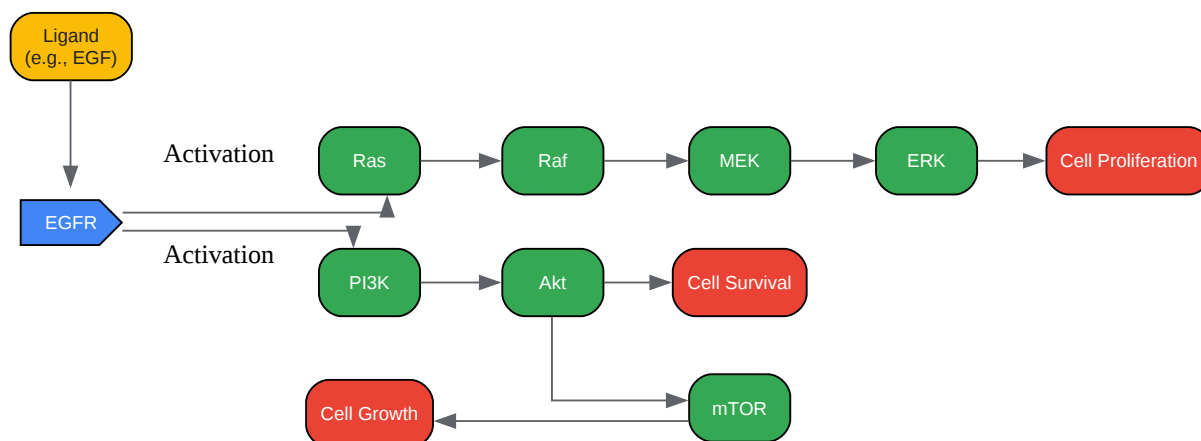 Ligand
(e.g., EGF)
Activation
Ras
Raf
MEK
ERK
Cell Proliferation
EGFR
Activation
PI3K
Akt
Cell Survival
Cell Growth
mTOR